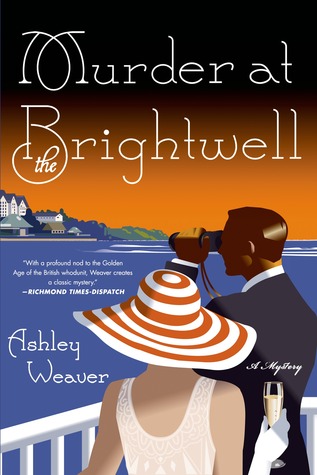 Murder at
the Brightwell
"With a profound nod to the Golden
Age of the British whodunit, Weaver creates
a classic mystery."
—RICHMOND TIMES-DISPATCH
Ashley
Weaver
A Mystery